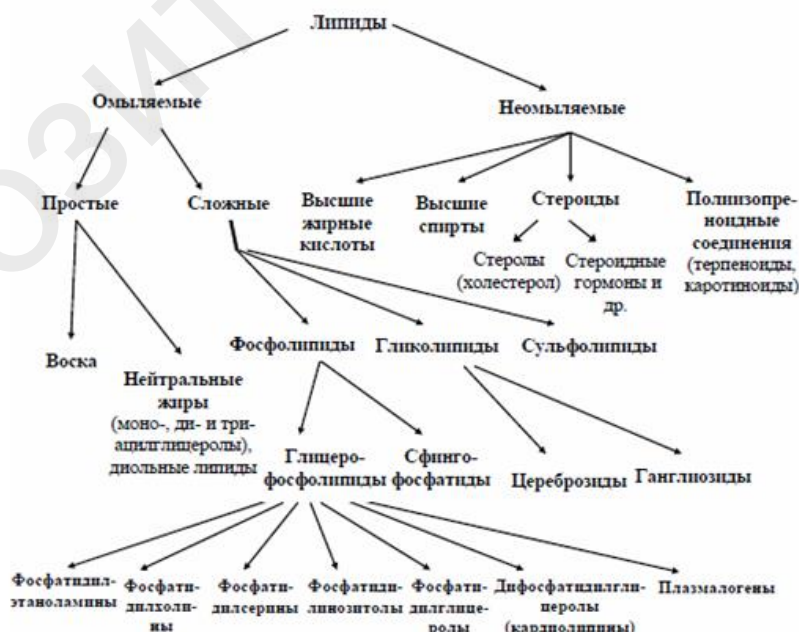 ОЗИТ
Липиды
Омыляемые
Неомыляемые
Простые
Сложные
Высшие
жирные
кислоты
Высшие
спирты
Стероиды
Полиизопре-
ноидные
соединения
(терпеноиды,
каротиноиды)
Стеролы
(холестерол)
Стероидные
гормоны и
др.
Воска
Нейтральные
жиры
(моно-, ди- и три-
ацилглицеролы),
диольные липиды
Фосфолипиды
Гликолипиды
Сульфолипиды
Глицеро-
фосфолипиды
Сфинго-
фосфатиды
Цереброзиды
Ганглиозиды
Фосфатидил-
этаноламины
Фосфати-
дилхоли-
ны
Фосфати-
дилсерины
Фосфатиди-
линозитолы
Фосфати-
дилглице-
ролы
Дифосфатидилгли-
церолы
(кардиолипины)
Плазмалогены